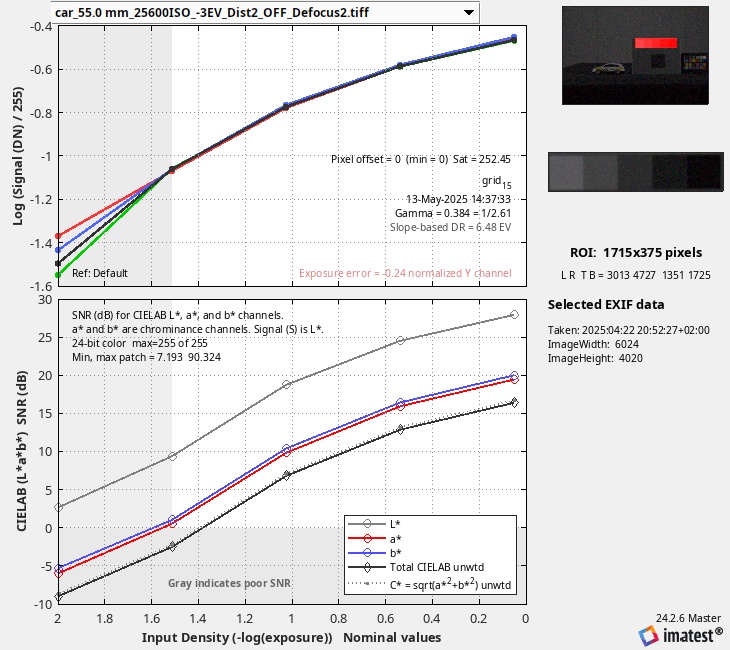 car_55.0 mm_25600ISO_-3EV_Dist2_OFF_Defocus2.tiff
Log (Signal (DN) / 255)
-0.4
-0.6
-0.8
-1
-1.2
-1.4
-1.6
Pixel offset = 0 (min = 0) Sat = 252.45
grid15
13-May-2025 14:37:33
Gamma = 0.384 = 1/2.61
Slope-based DR = 6.48 EV
Ref: Default
Exposure error = -0.24 normalized Y channel
CIELAB (L*a*b*) SNR (dB)
30
25
20
15
10
5
0
-5
-10
SNR (dB) for CIELAB L*, a*, and b* channels.
a* and b* are chrominance channels. Signal (S) is L*.
24-bit color max=255 of 255
Min, max patch = 7.193 90.324
L*
a*
b*
Total CIELAB unwtd
C* = sqrt(a*2+b*2) unwtd
Gray indicates poor SNR
2 1.8 1.6 1.4 1.2 1 0.8 0.6 0.4 0.2 0
Input Density (-log(exposure)) Nominal values
ROI: 1715x375 pixels
L R T B = 3013 4727 1351 1725
Selected EXIF data
Taken: 2025:04:22 20:52:27+02:00
ImageWidth: 6024
ImageHeight: 4020
24.2.6 Master
imatest®